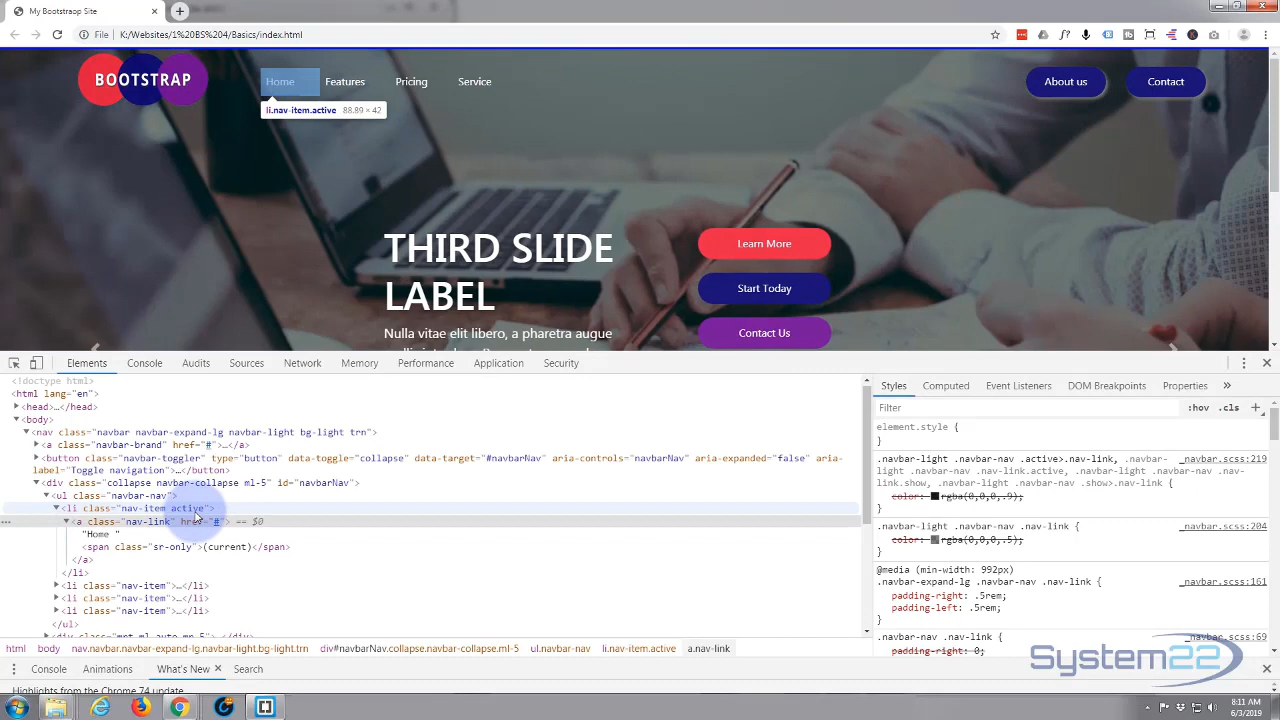 My Bootstraop Site
File | K:/Websites/1%20BS%204/Basics/index.html
BOOTSTRAP
Home
Features
Pricing
Service
About us
Contact
li.nav-item.active 88.89 × 42
THIRD SLIDE
LABEL
Nulla vitae elit libero, a pharetra augue
Learn More
Start Today
Contact Us
Elements Console Audits Sources Network Memory Performance Application Security
<!doctype html>
<html lang="en">
<head>…</head>
<body>
<nav class="navbar navbar-expand-lg navbar-light bg-light trn">
<a class="navbar-brand" href="#">…</a>
<button class="navbar-toggler" type="button" data-toggle="collapse" data-target="#navbarNav" aria-controls="navbarNav" aria-expanded="false" aria-
label="Toggle navigation">…</button>
<div class="collapse navbar-collapse ml-5" id="navbarNav">
<ul class="navbar-nav">
<li class="nav-item active">
<a class="nav-link" href="#"> == $0
"Home "
<span class="sr-only">(current)</span>
</a>
</li>
<li class="nav-item">…</li>
<li class="nav-item">…</li>
<li class="nav-item">…</li>
</ul>
html body nav.navbar.navbar-expand-lg.navbar-light.bg-light.trn div#navbarNav.collapse.navbar-collapse.ml-5 ul.navbar-nav li.nav-item.active a.nav-link
Styles Computed Event Listeners DOM Breakpoints Properties »
Filter :hov .cls +
element.style {
}
.navbar-light .navbar-nav .active>.nav-link, .navbar- _navbar.scss:219
light .navbar-nav .nav-link.active, .navbar-light .navbar-nav .nav-
link.show, .navbar-light .navbar-nav .show>.nav-link {
color: rgba(0,0,0,.9);
}
.navbar-light .navbar-nav .nav-link { _navbar.scss:204
color: rgba(0,0,0,.5);
}
@media (min-width: 992px)
.navbar-expand-lg .navbar-nav .nav-link { _navbar.scss:161
padding-right: .5rem;
padding-left: .5rem;
}
.navbar-nav .nav-link { _navbar.scss:69
padding-right: 0;
System22
Console Animations What's New × Search
Highlights from the Chrome 74 update
8:11 AM
6/3/2019